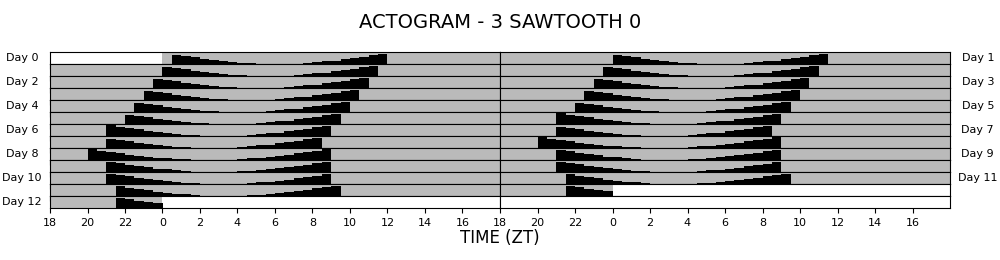 ACTOGRAM - 3 SAWTOOTH 0
Day 0
Day 1
Day 2
Day 3
Day 4
Day 5
Day 6
Day 7
Day 8
Day 9
Day 10
Day 11
Day 12
18 20 22 0 2 4 6 8 10 12 14 16 18 20 22 0 2 4 6 8 10 12 14 16
TIME (ZT)